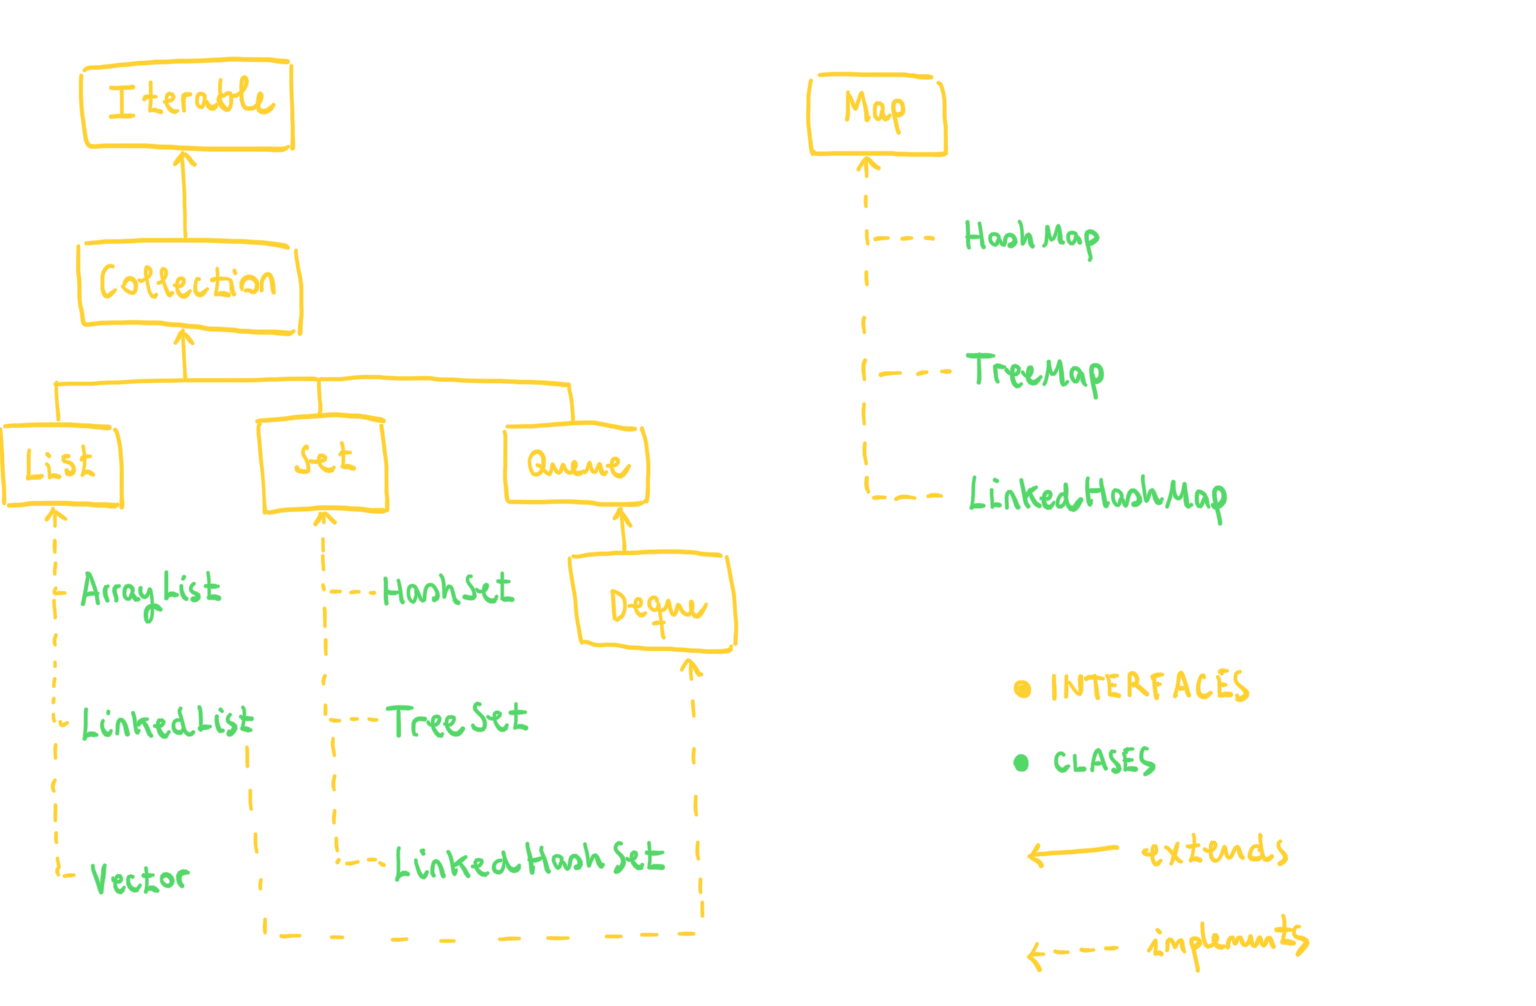 Iterable
Map
HashMap
Collection
TreeMap
List
Set
Queue
LinkedHashMap
ArrayList
HashSet
Deque
LinkedList
TreeSet
Vector
LinkedHashSet
INTERFACES
CLASES
extends
implements